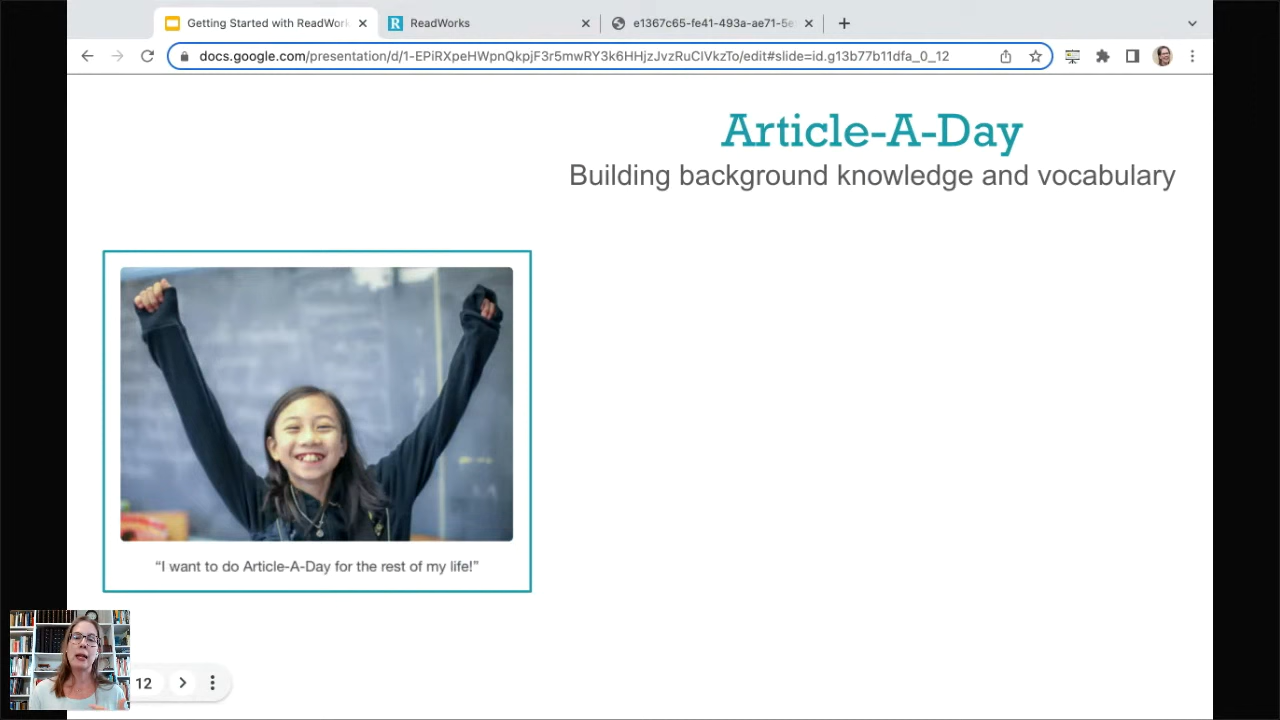 Getting Started with ReadWork
ReadWorks
e1367c65-fe41-493a-ae71-5e
docs.google.com/presentation/d/1-EPiRXpeHWpnQkpjF3r5mwRY3k6HHjzJvzRuClVkzTo/edit#slide=id.g13b77b11dfa_0_12
Article-A-Day
Building background knowledge and vocabulary
“I want to do Article-A-Day for the rest of my life!”
12